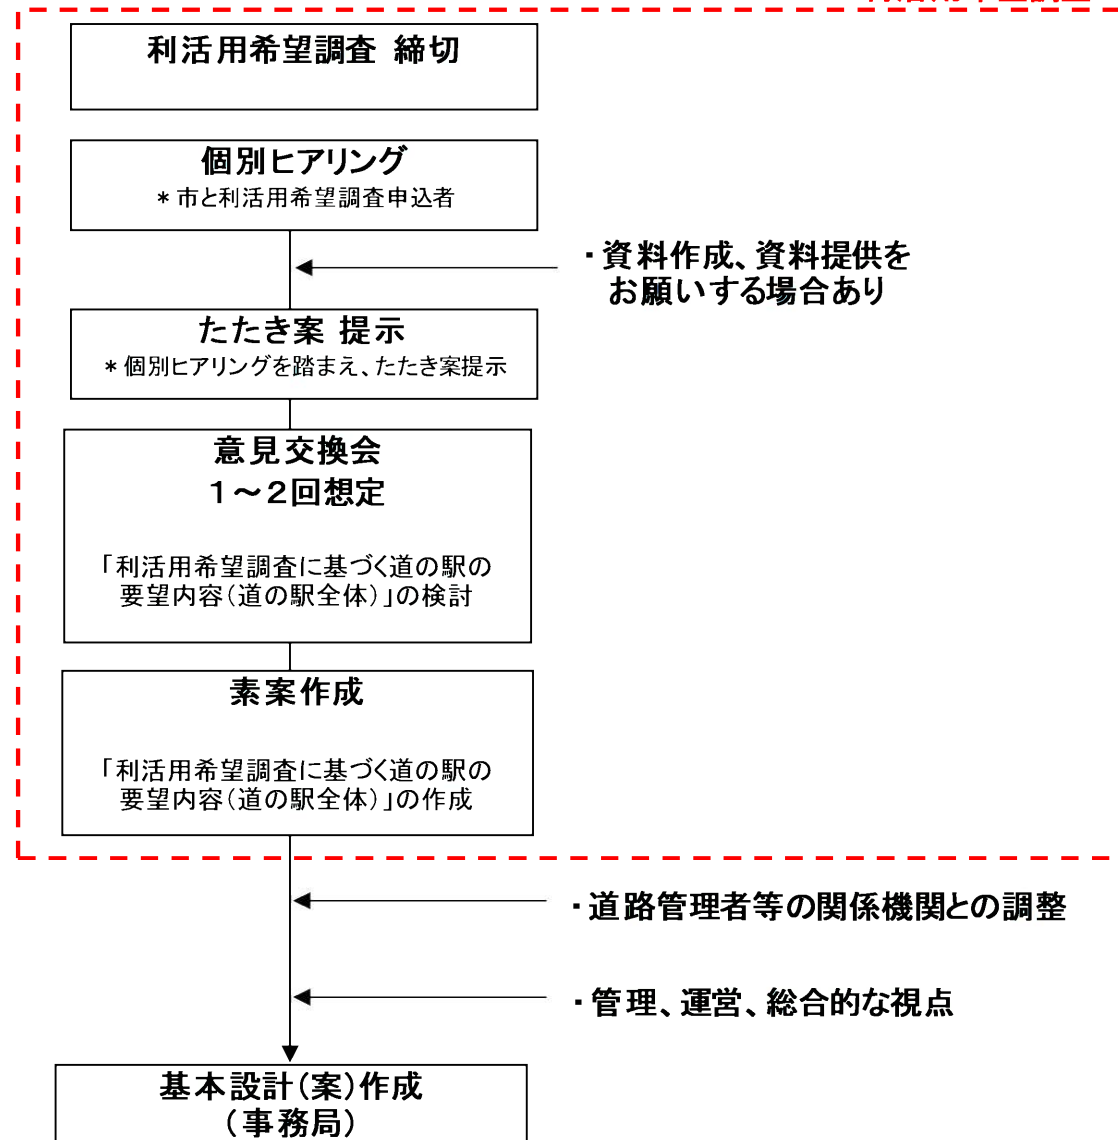 利活用希望調査 締切
個別ヒアリング
＊市と利活用希望調査申込者
・資料作成、資料提供を
お願いする場合あり
たたき案 提示
＊個別ヒアリングを踏まえ、たたき案提示
意見交換会
１～２回想定
「利活用希望調査に基づく道の駅の
要望内容（道の駅全体）」の検討
素案作成
「利活用希望調査に基づく道の駅の
要望内容（道の駅全体）」の作成
・道路管理者等の関係機関との調整
・管理、運営、総合的な視点
基本設計（案）作成
（事務局）